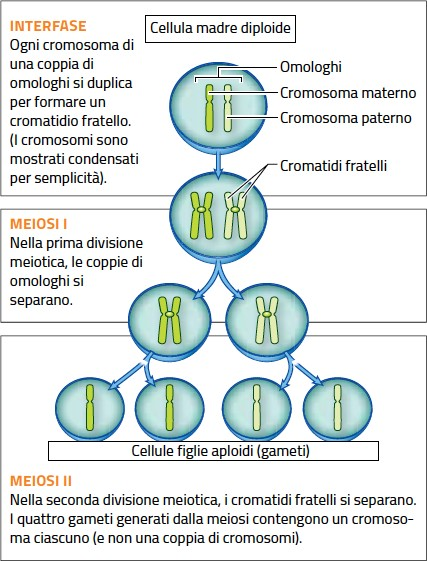 INTERFASE
Ogni cromosoma di
una coppia di
omologhi si duplica
per formare un
cromatidio fratello.
(I cromosomi sono
mostrati condensati
per semplicità).
Cellula madre diploide
Omologhi
Cromosoma materno
Cromosoma paterno
Cromatidi fratelli
MEIOSI I
Nella prima divisione
meiotica, le coppie di
omologhi si
separano.
Cellule figlie aploidi (gameti)
MEIOSI II
Nella seconda divisione meiotica, i cromatidi fratelli si separano.
I quattro gameti generati dalla meiosi contengono un cromoso-
ma ciascuno (e non una coppia di cromosomi).